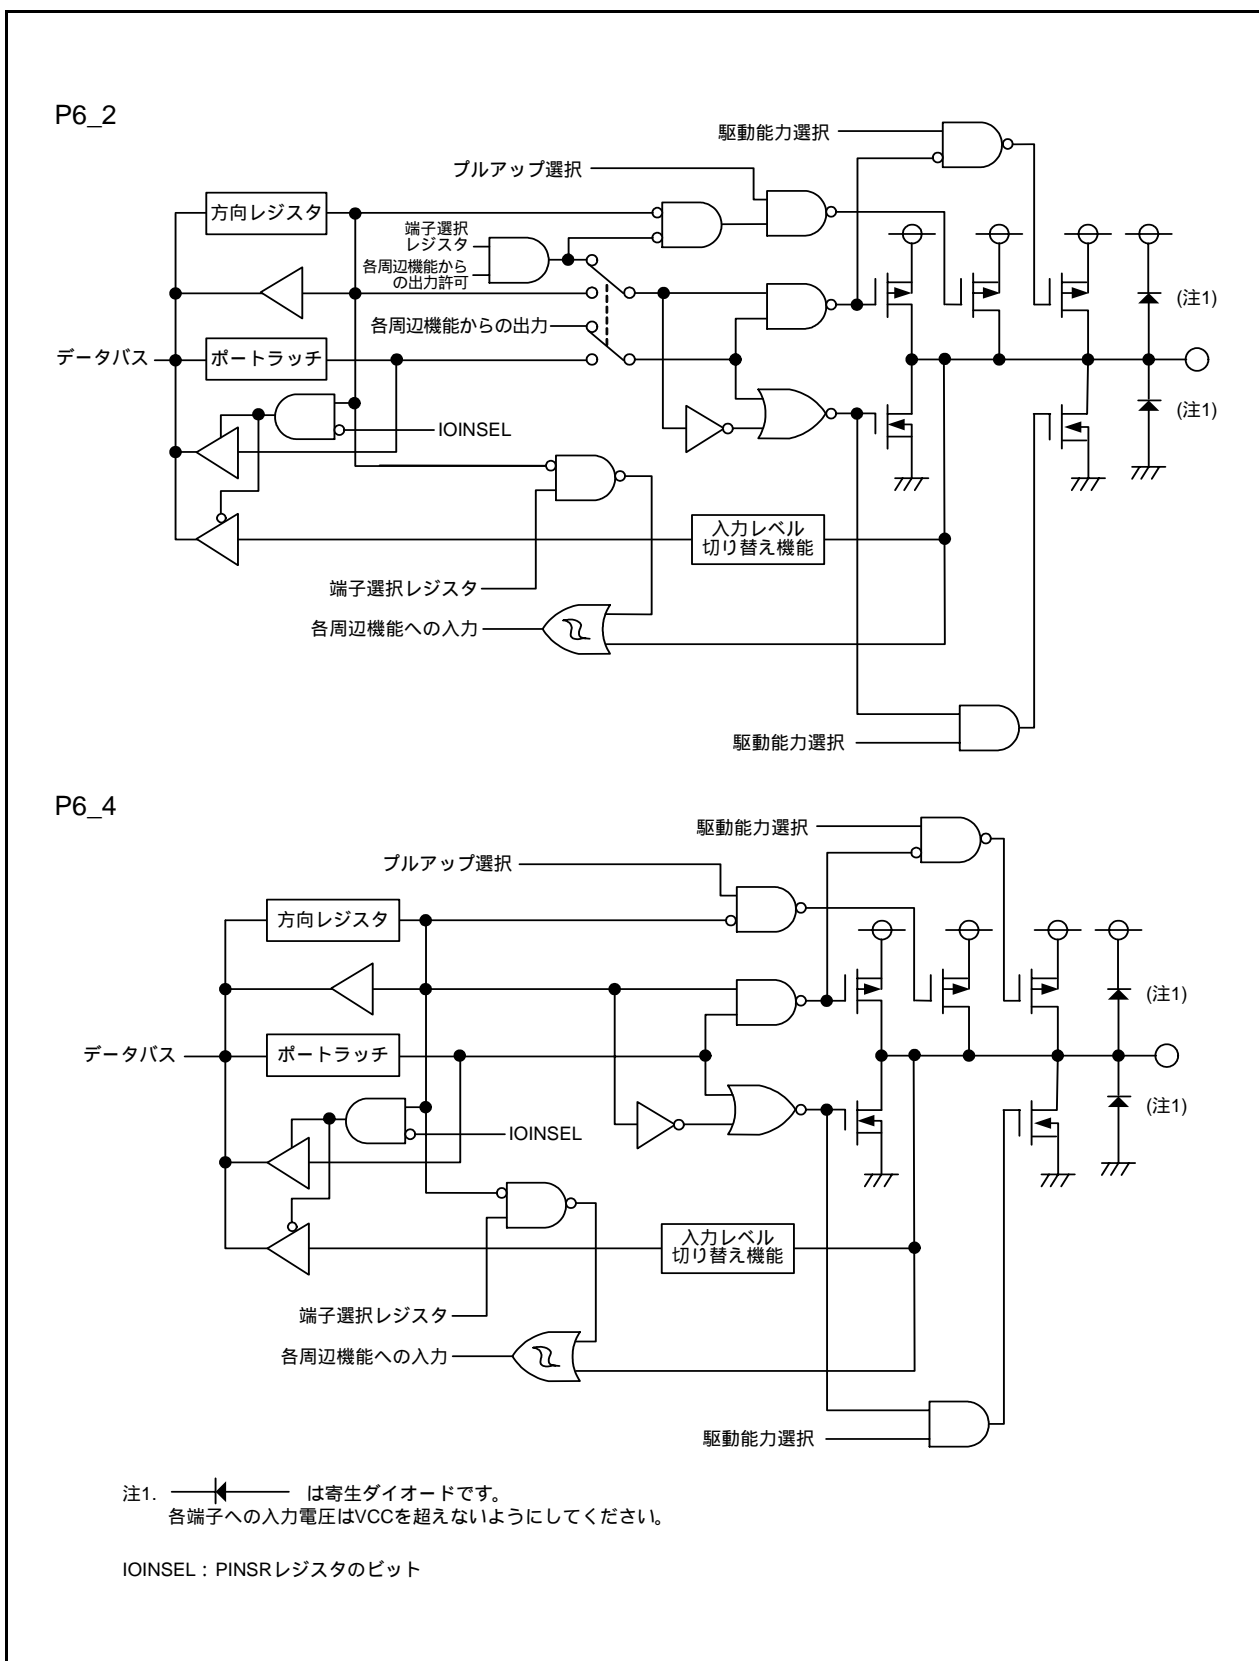 P6_2
駆動能力選択
プルアップ選択
方向レジスタ
端子選択
レジスタ
各周辺機能から
の出力許可
(注1)
各周辺機能からの出力
データバス
ポートラッチ
(注1)
IOINSEL
入力レベル
切り替え機能
端子選択レジスタ
各周辺機能への入力
駆動能力選択
P6_4
駆動能力選択
プルアップ選択
方向レジスタ
(注1)
データバス
ポートラッチ
(注1)
IOINSEL
入力レベル
切り替え機能
端子選択レジスタ
各周辺機能への入力
駆動能力選択
注1. は寄生ダイオードです。
各端子への入力電圧はVCCを超えないようにしてください。
IOINSEL：PINSRレジスタのビット